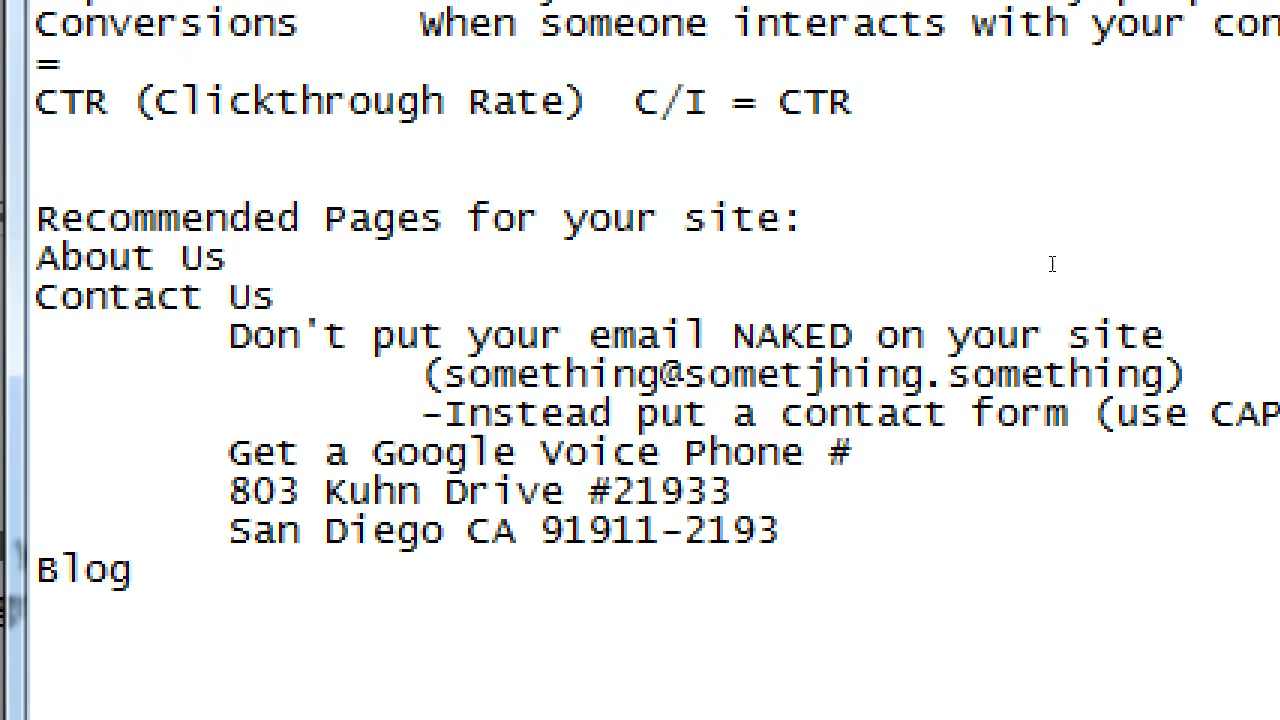 Conversions When someone interacts with your con
=
CTR (Clickthrough Rate) C/I = CTR
Recommended Pages for your site:
About Us
Contact Us
Don't put your email NAKED on your site
(something@sometjhing.something)
-Instead put a contact form (use CAP
Get a Google Voice Phone #
803 Kuhn Drive #21933
San Diego CA 91911-2193
Blog